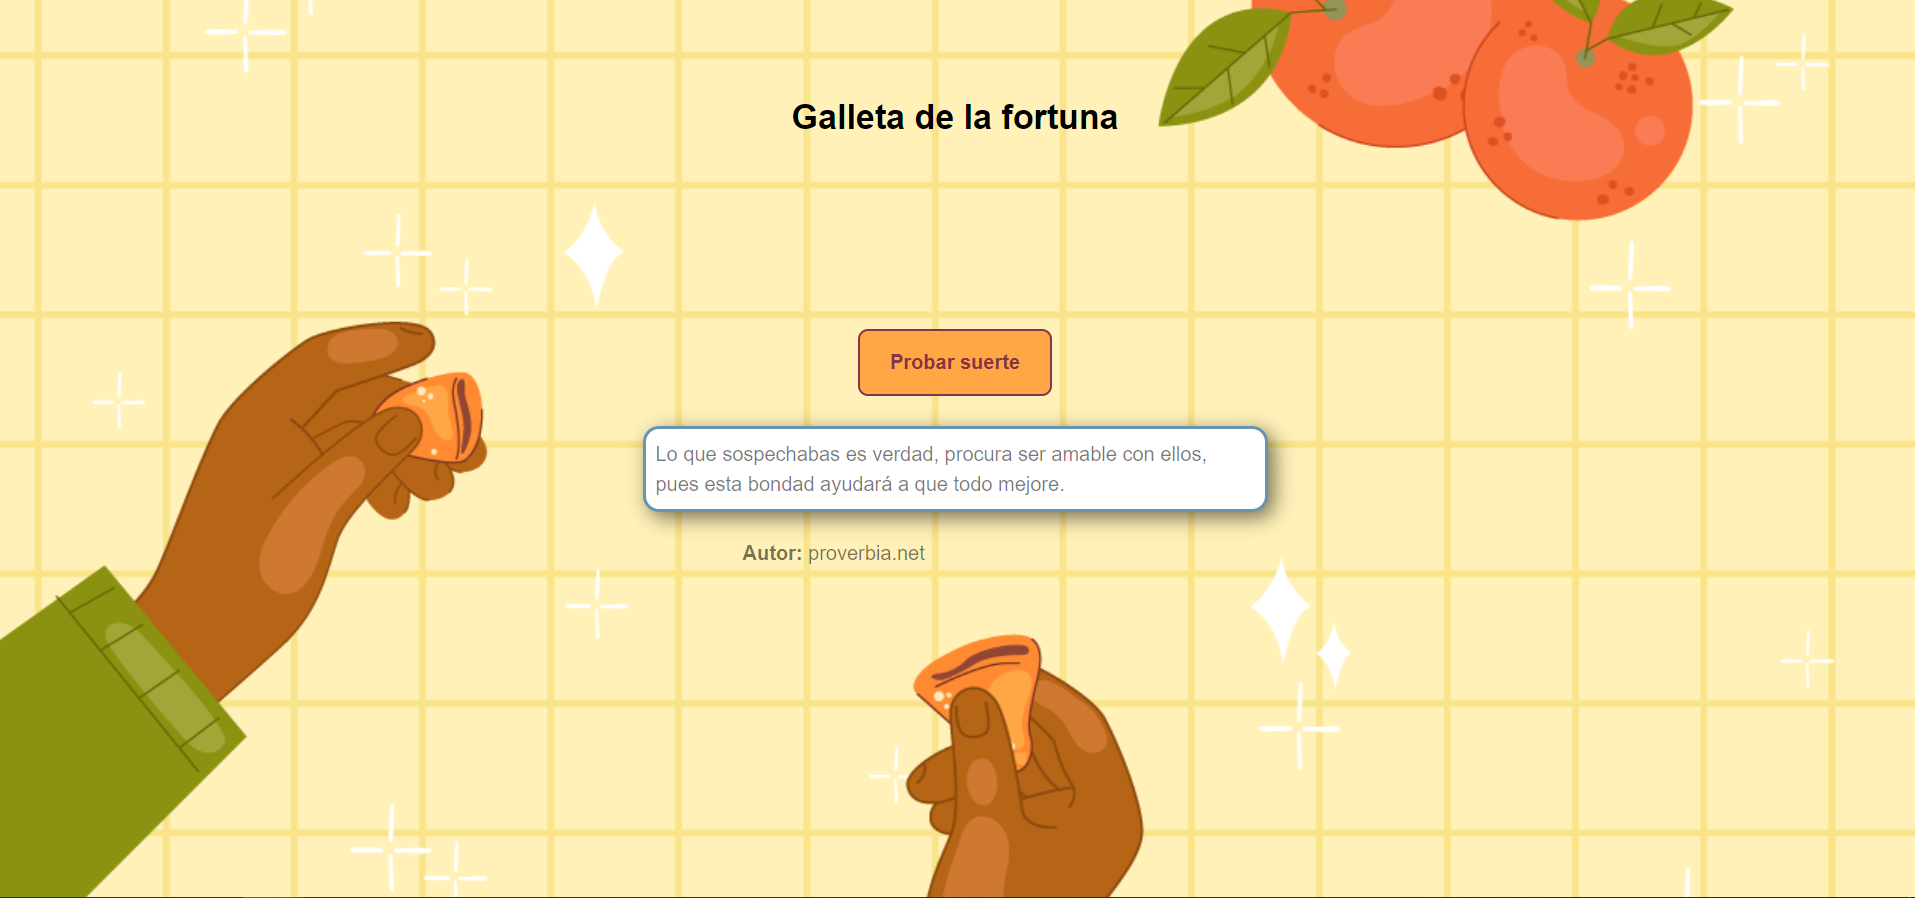 Galleta de la fortuna
Probar suerte
Lo que sospechabas es verdad, procura ser amable con ellos,
pues esta bondad ayudará a que todo mejore.
Autor: proverbia.net